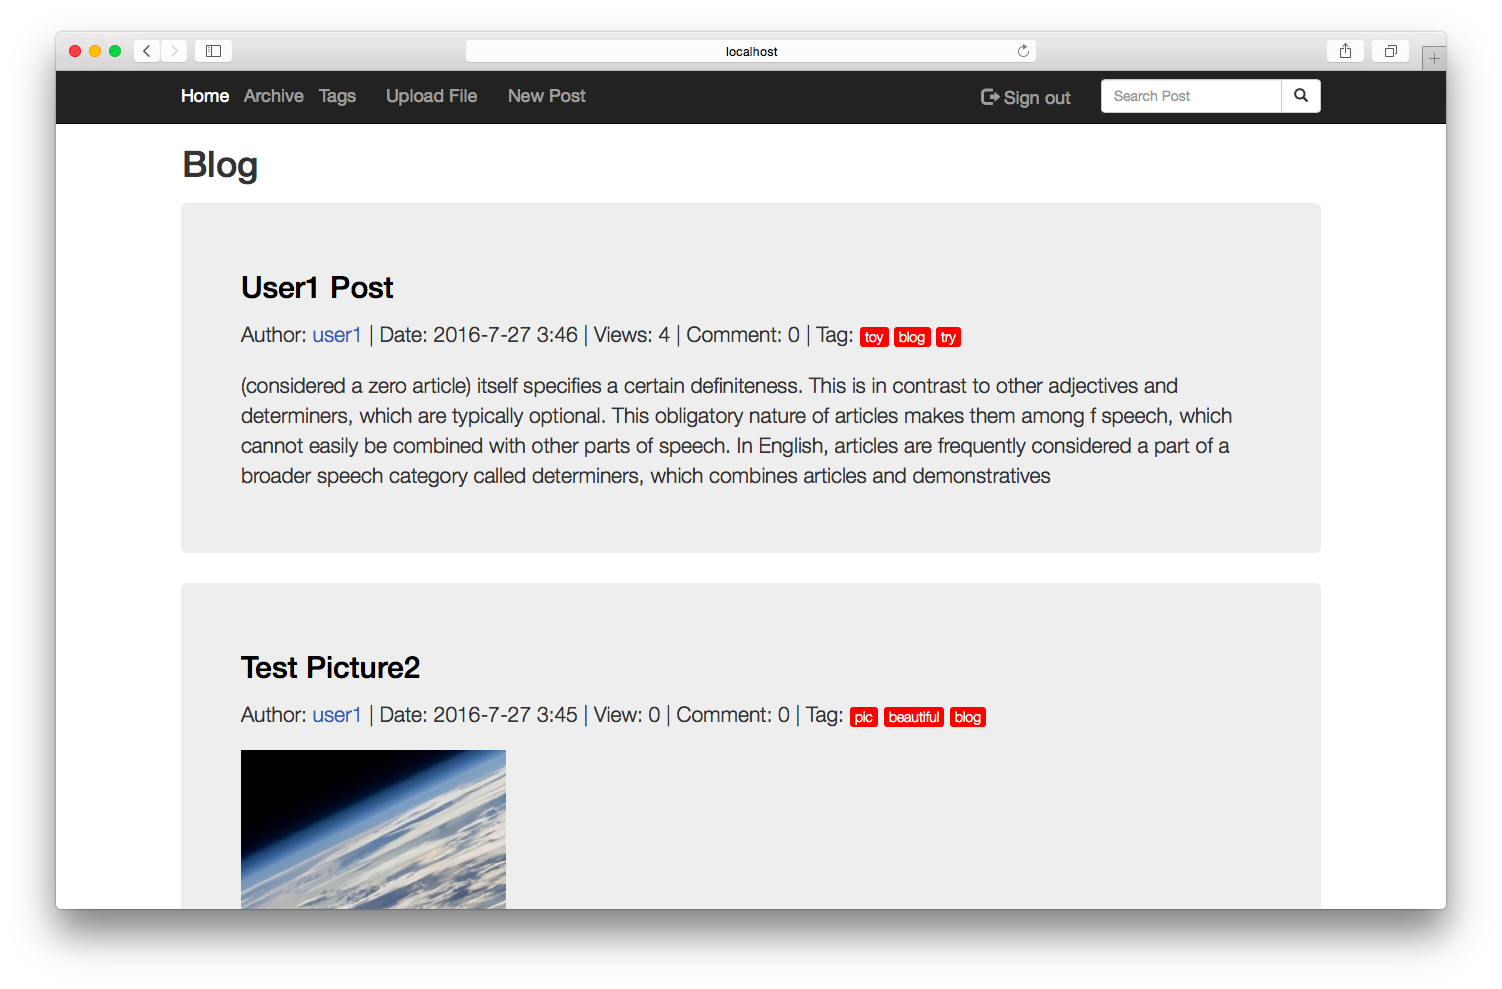 localhost
Home Archive Tags Upload File New Post Sign out Search Post
Blog
User1 Post
Author: user1 | Date: 2016-7-27 3:46 | Views: 4 | Comment: 0 | Tag: toy blog try
(considered a zero article) itself specifies a certain definiteness. This is in contrast to other adjectives and
determiners, which are typically optional. This obligatory nature of articles makes them among f speech, which
cannot easily be combined with other parts of speech. In English, articles are frequently considered a part of a
broader speech category called determiners, which combines articles and demonstratives
Test Picture2
Author: user1 | Date: 2016-7-27 3:45 | View: 0 | Comment: 0 | Tag: pic beautiful blog